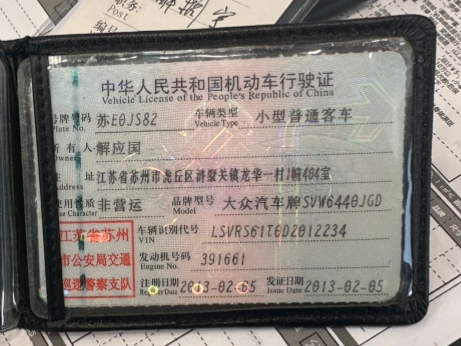 Post
中华人民共和国机动车行驶证
Vehicle License of the People's Republic of China
号牌号码 苏E0JS82 车辆类型 小型普通客车
Plate No. Vehicle Type
所有人 解应国
Owner
住址 江苏省苏州市虎丘区浒墅关镇龙华一村1幢404室
Address
使用性质 非营运 品牌型号 大众汽车牌SVW6440JGD
Use Character Model
江苏省苏州 车辆识别代号 LSVRS61T0D2012234
VIN
市公安局交通 发动机号码 391661
Engine No.
巡逻警察支队 注册日期 2013-02-05 发证日期 2013-02-05
Register Date Issue Date